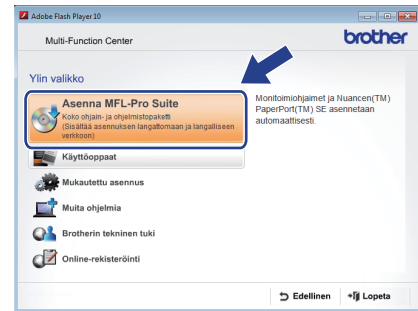 Adobe Flash Player 10
Multi-Function Center
brother
Ylin valikko
Asenna MFL-Pro Suite
Koko ohjain- ja ohjelmistopaketti
(Sisältää asennuksen langattomaan ja langalliseen
verkkoon)
Monitoimiohjaimet ja Nuancen(TM)
PaperPort(TM) SE asennetaan
automaattisesti.
Käyttöoppaat
Mukautettu asennus
Muita ohjelmia
Brotherin tekninen tuki
Online-rekisteröinti
Edellinen
Lopeta